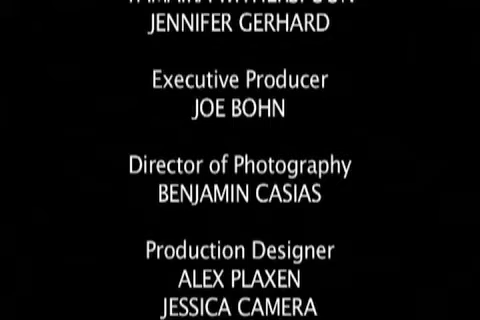 JENNIFER GERHARD
Executive Producer
JOE BOHN
Director of Photography
BENJAMIN CASIAS
Production Designer
ALEX PLAXEN
JESSICA CAMERA